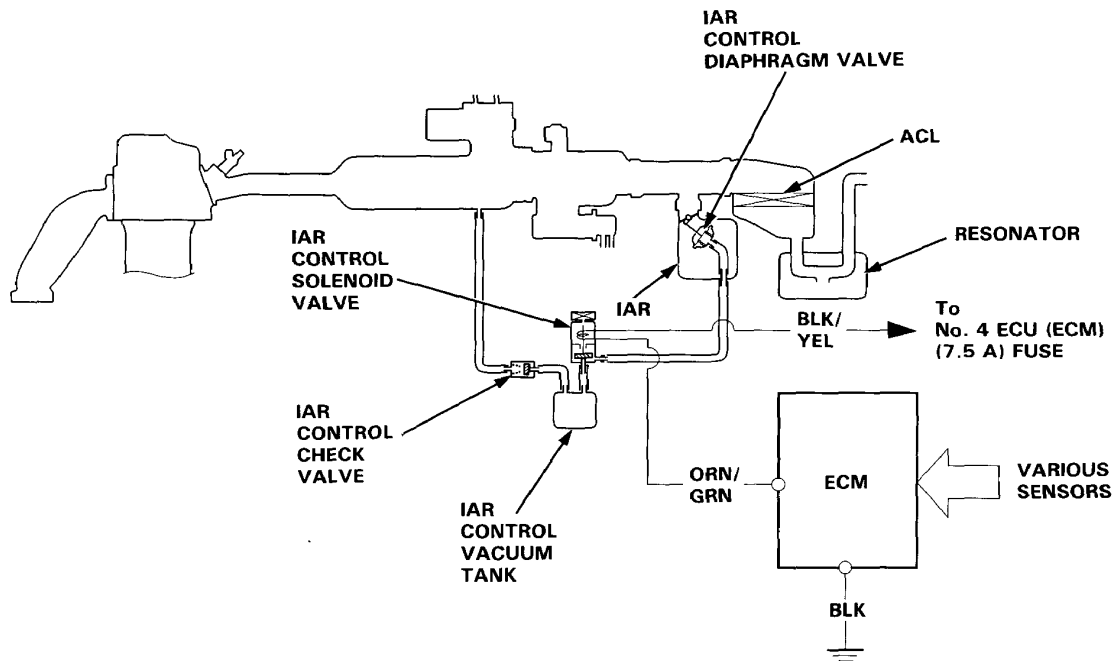 IAR
CONTROL
DIAPHRAGM VALVE
ACL
IAR
CONTROL
SOLENOID
VALVE
RESONATOR
IAR
BLK/
YEL
To
No. 4 ECU (ECM)
(7.5 A) FUSE
IAR
CONTROL
CHECK
VALVE
ORN/
GRN
ECM
VARIOUS
SENSORS
IAR
CONTROL
VACUUM
TANK
BLK